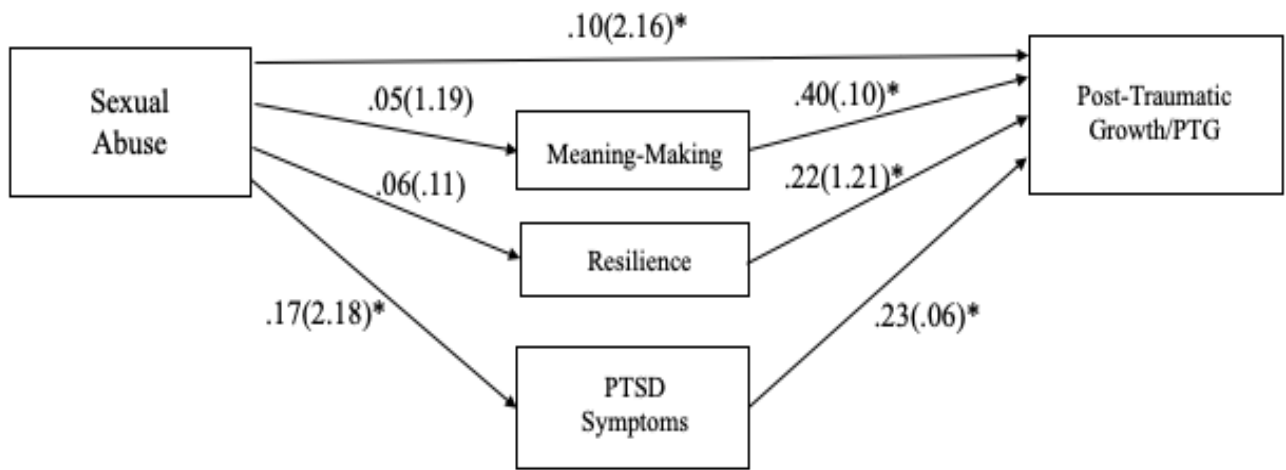 .10(2.16)*
Sexual
Abuse
.05(1.19)
.40(.10)*
Post-Traumatic
Growth/PTG
Meaning-Making
.06(.11)
.22(1.21)*
Resilience
.17(2.18)*
.23(.06)*
PTSD
Symptoms